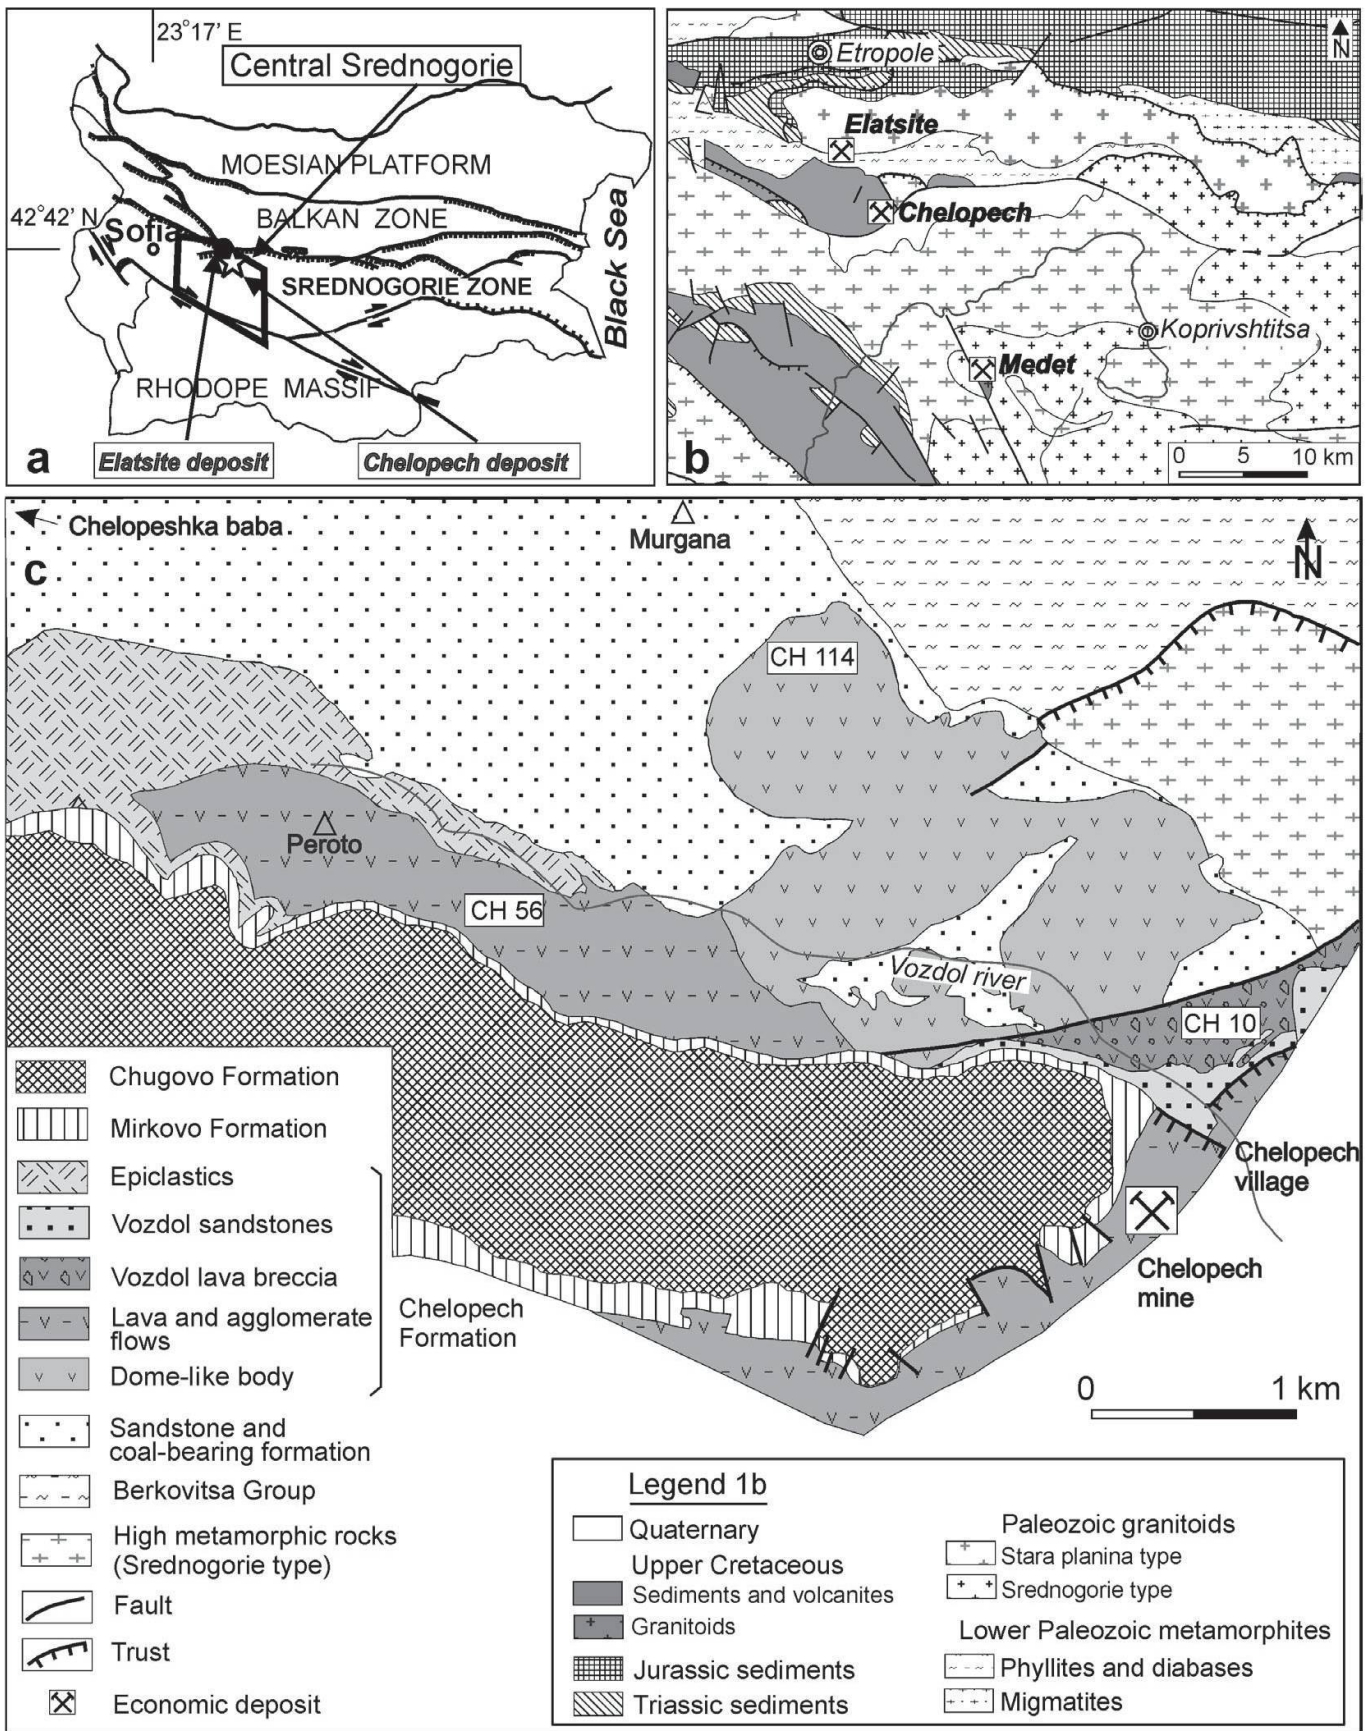 23°17' E
Central Srednogorie
MOESIAN PLATFORM
42°42' N
Sofia
BALKAN ZONE
SREDNOGORIE ZONE
Black Sea
RHODOPE MASSIF
a
Elatsite deposit
Chelopech deposit
N
Etropole
Elatsite
Chelopech
Koprivshtitsa
Medet
b
0 5 10 km
Chelopeshka baba
Murgana
N
c
CH 114
Peroto
CH 56
Vozdol river
CH 10
Chelopech
village
Chelopech
mine
0 1 km
Chugovo Formation
Mirkovo Formation
Epiclastics
Vozdol sandstones
Vozdol lava breccia
Lava and agglomerate
flows
Dome-like body
Chelopech
Formation
Sandstone and
coal-bearing formation
Berkovitsa Group
High metamorphic rocks
(Srednogorie type)
Fault
Trust
Economic deposit
Legend 1b
Quaternary
Upper Cretaceous
Sediments and volcanites
Granitoids
Jurassic sediments
Triassic sediments
Paleozoic granitoids
Stara planina type
Srednogorie type
Lower Paleozoic metamorphites
Phyllites and diabases
Migmatites